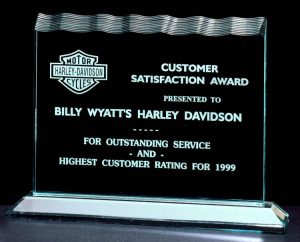 MOTOR
HARLEY-DAVIDSON
CYCLES
CUSTOMER
SATISFACTION AWARD
PRESENTED TO
BILLY WYATT'S HARLEY DAVIDSON
- - - - -
FOR OUTSTANDING SERVICE
- AND -
HIGHEST CUSTOMER RATING FOR 1999